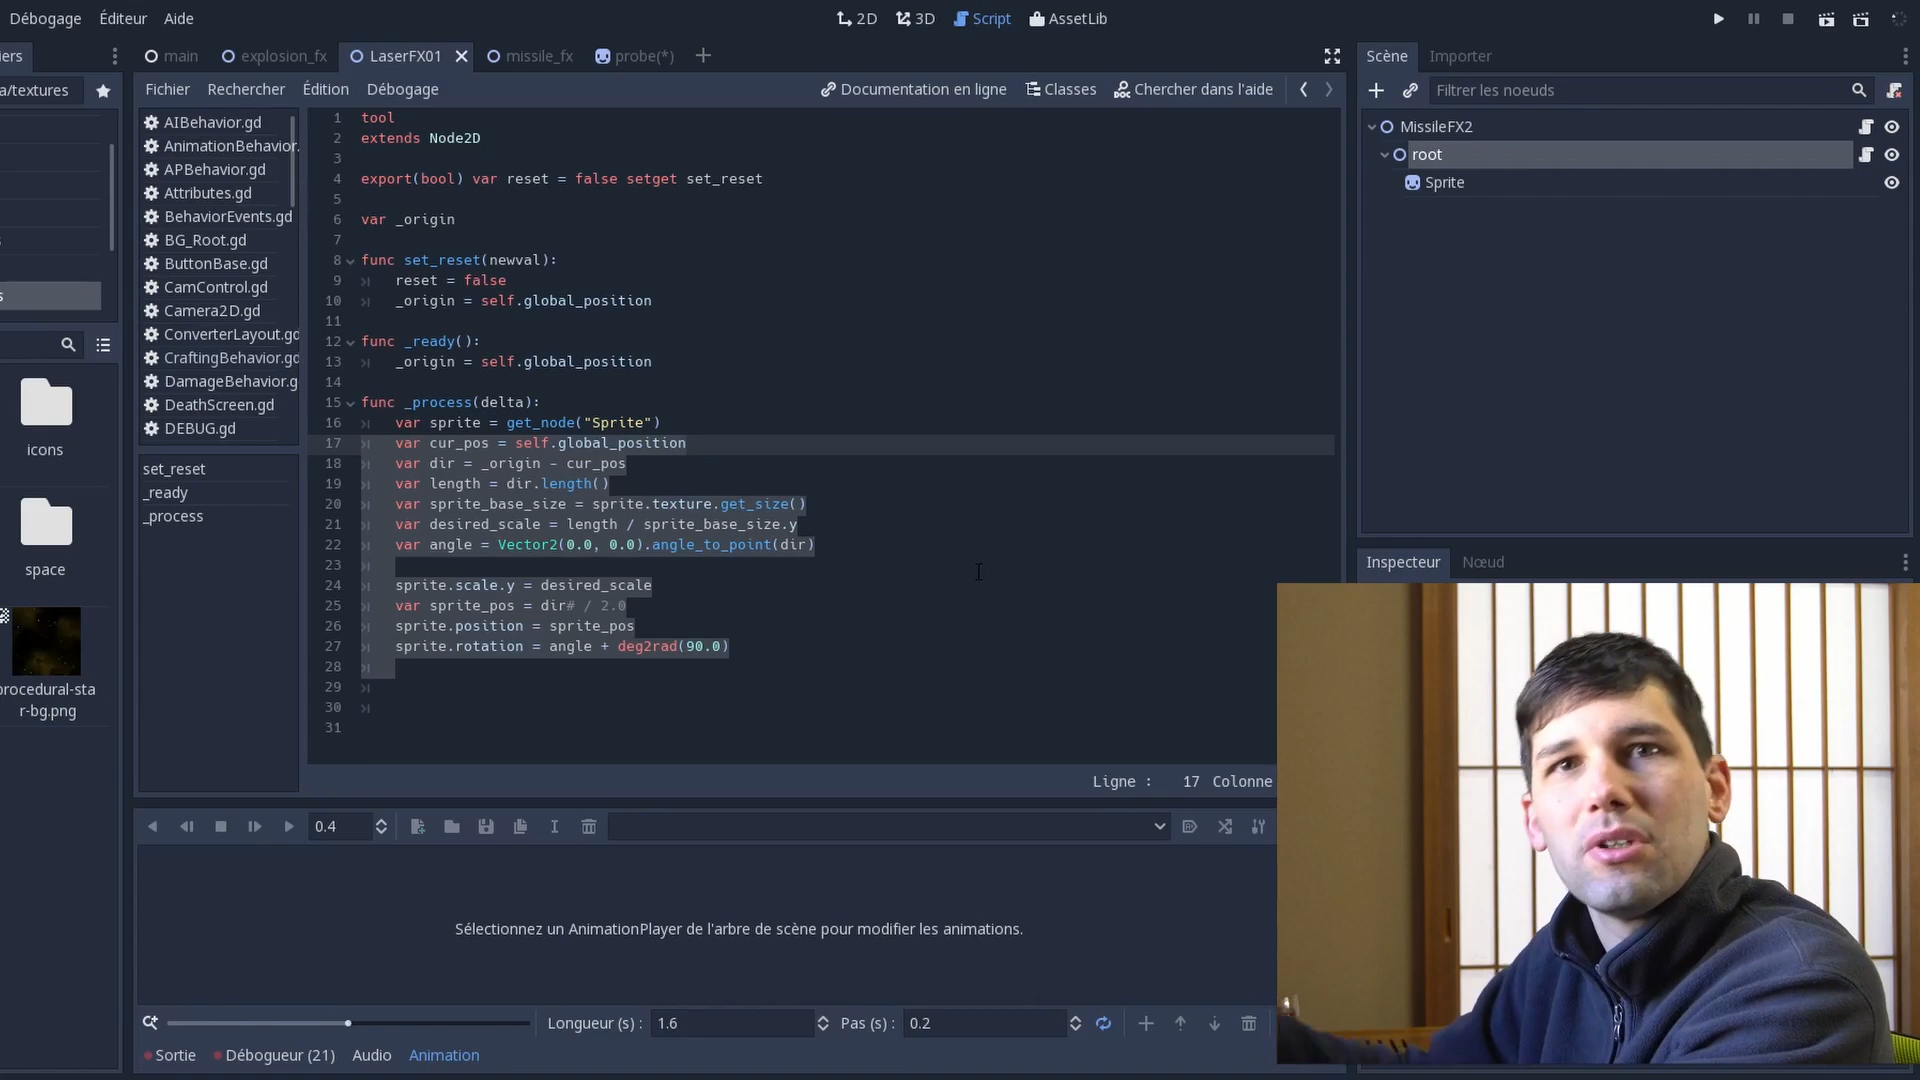 Débogage Éditeur Aide
2D 3D Script AssetLib
iers
main explosion_fx LaserFX01 missile_fx probe(*)
Scène Importer
a/textures
Fichier Rechercher Édition Débogage
Documentation en ligne Classes Chercher dans l'aide
Filtrer les noeuds
MissileFX2
root
Sprite
AIBehavior.gd
AnimationBehavior.
APBehavior.gd
Attributes.gd
BehaviorEvents.gd
BG_Root.gd
ButtonBase.gd
CamControl.gd
Camera2D.gd
ConverterLayout.gd
CraftingBehavior.gd
DamageBehavior.g
DeathScreen.gd
DEBUG.gd
set_reset
_ready
_process
s
icons
space
procedural-sta
r-bg.png
1 tool
2 extends Node2D
3
4 export(bool) var reset = false setget set_reset
5
6 var _origin
7
8 func set_reset(newval):
9 reset = false
10 _origin = self.global_position
11
12 func _ready():
13 _origin = self.global_position
14
15 func _process(delta):
16 var sprite = get_node("Sprite")
17 var cur_pos = self.global_position
18 var dir = _origin - cur_pos
19 var length = dir.length()
20 var sprite_base_size = sprite.texture.get_size()
21 var desired_scale = length / sprite_base_size.y
22 var angle = Vector2(0.0, 0.0).angle_to_point(dir)
23
24 sprite.scale.y = desired_scale
25 var sprite_pos = dir# / 2.0
26 sprite.position = sprite_pos
27 sprite.rotation = angle + deg2rad(90.0)
28
29
30
31
Ligne : 17 Colonne
Inspecteur Nœud
0.4
Sélectionnez un AnimationPlayer de l'arbre de scène pour modifier les animations.
Longueur (s) : 1.6 Pas (s) : 0.2
Sortie Débogueur (21) Audio Animation